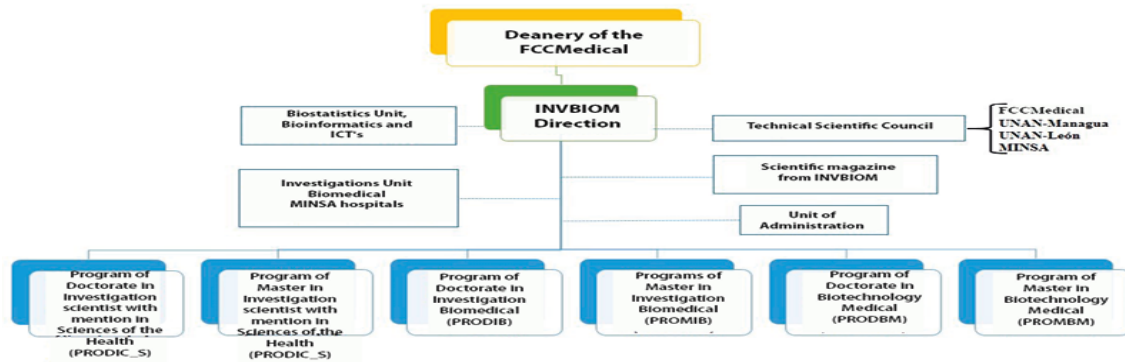 Deanery of the
FCCMedical
INVBIOM
Direction
Biostatistics Unit,
Bioinformatics and
ICT's
Technical Scientific Council
FCCMedical
UNAN-Managua
UNAN-León
MINSA
Investigations Unit
Biomedical
MINSA hospitals
Scientific magazine
from INVBIOM
Unit of
Administration
Program of
Doctorate in
Investigation
scientist with
mention in
Sciences of the
Health
(PRODIC_S)
Program of
Master in
Investigation
scientist with
mention in
Sciences of the
Health
(PRODIC_S)
Program of
Doctorate in
Investigation
Biomedical
(PRODIB)
Programs of
Master in
Investigation
Biomedical
(PROMIB)
Program of
Doctorate in
Biotechnology
Medical
(PRODBM)
Program of
Master in
Biotechnology
Medical
(PROMBM)